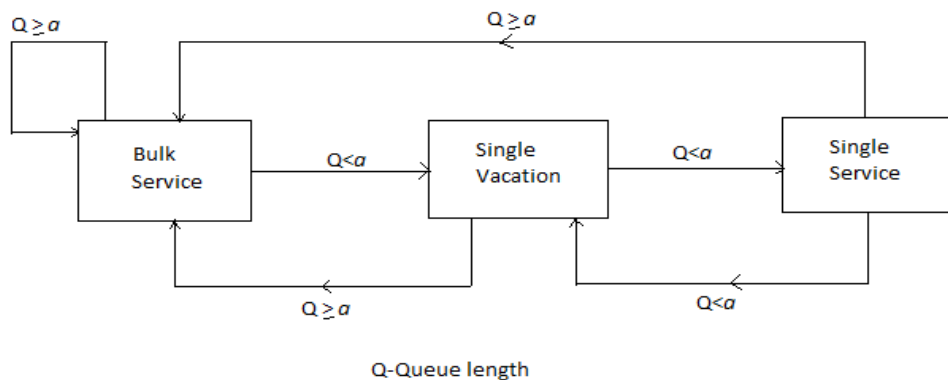 Q ≥ a
Q ≥ a
Bulk
Service
Q<a
Single
Vacation
Q<a
Single
Service
Q ≥ a
Q<a
Q-Queue length